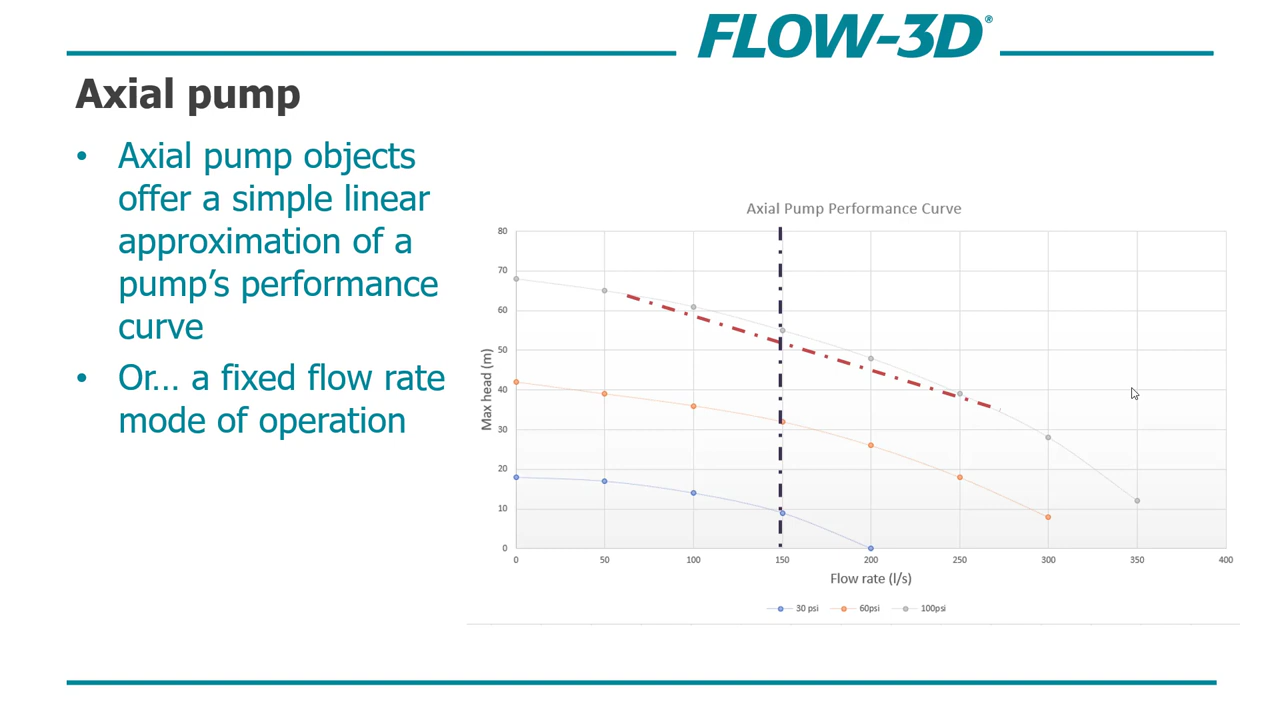 FLOW-3D®
Axial pump
• Axial pump objects
offer a simple linear
approximation of a
pump’s performance
curve
• Or... a fixed flow rate
mode of operation
Axial Pump Performance Curve
80
70
60
50
40
30
20
10
0
Max head (m)
0 50 100 150 200 250 300 350 400
Flow rate (l/s)
30 psi 60psi 100psi